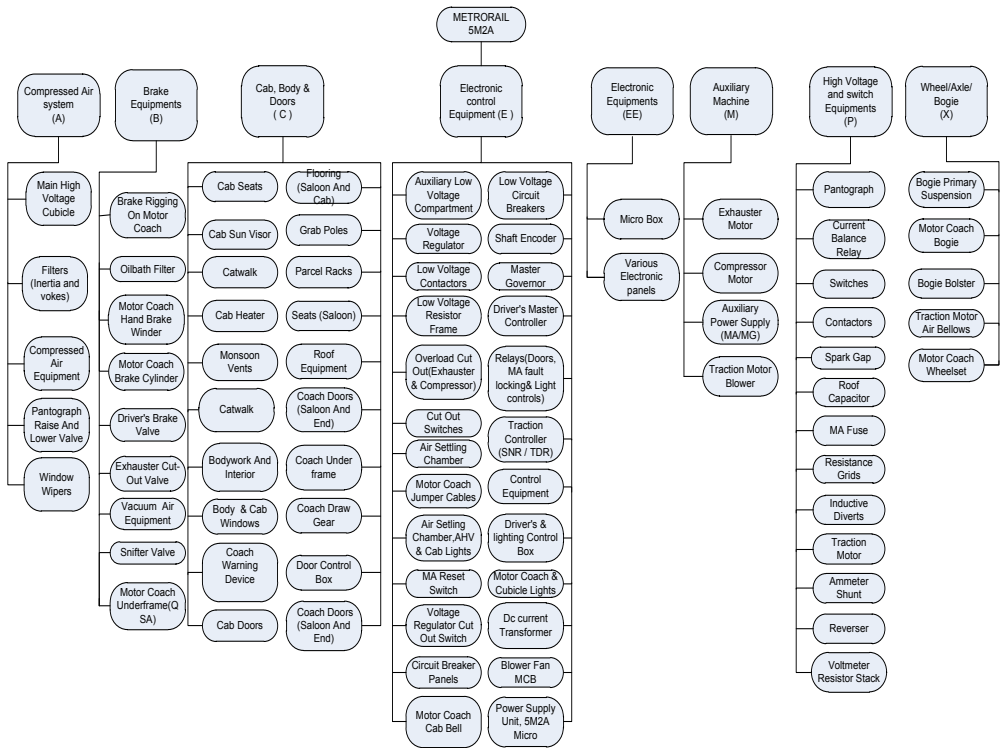 METRORAIL
5M2A
Compressed Air
system
(A)
Main High
Voltage
Cubicle
Filters
(Inertia and
vokes)
Compressed
Air
Equipment
Pantograph
Raise And
Lower Valve
Window
Wipers
Brake
Equipments
(B)
Brake Rigging
On Motor
Coach
Oilbath Filter
Motor Coach
Hand Brake
Winder
Motor Coach
Brake Cylinder
Driver's Brake
Valve
Exhauster Cut-
Out Valve
Vacuum Air
Equipment
Snifter Valve
Motor Coach
Underframe(Q
SA)
Cab, Body &
Doors
( C )
Cab Seats
Cab Sun Visor
Catwalk
Cab Heater
Monsoon
Vents
Catwalk
Bodywork And
Interior
Body & Cab
Windows
Coach
Warning
Device
Cab Doors
Flooring
(Saloon And
Cab)
Grab Poles
Parcel Racks
Seats (Saloon)
Roof
Equipment
Coach Doors
(Saloon And
End)
Coach Under
frame
Coach Draw
Gear
Door Control
Box
Coach Doors
(Saloon And
End)
Electronic
control
Equipment (E )
Auxiliary Low
Voltage
Compartment
Voltage
Regulator
Low Voltage
Contactors
Low Voltage
Resistor
Frame
Overload Cut
Out(Exhauster
& Compressor)
Cut Out
Switches
Air Settling
Chamber
Motor Coach
Jumper Cables
Air Setling
Chamber,AHV
& Cab Lights
MA Reset
Switch
Voltage
Regulator Cut
Out Switch
Circuit Breaker
Panels
Motor Coach
Cab Bell
Low Voltage
Circuit
Breakers
Shaft Encoder
Master
Governor
Driver's Master
Controller
Relays(Doors,
MA fault
locking& Light
controls)
Traction
Controller
(SNR / TDR)
Control
Equipment
Driver's &
lighting Control
Box
Motor Coach &
Cubicle Lights
Dc current
Transformer
Blower Fan
MCB
Power Supply
Unit, 5M2A
Micro
Electronic
Equipments
(EE)
Micro Box
Various
Electronic
panels
Auxiliary
Machine
(M)
Exhauster
Motor
Compressor
Motor
Auxiliary
Power Supply
(MA/MG)
Traction Motor
Blower
High Voltage
and switch
Equipments
(P)
Pantograph
Current
Balance
Relay
Switches
Contactors
Spark Gap
Roof
Capacitor
MA Fuse
Resistance
Grids
Inductive
Diverts
Traction
Motor
Ammeter
Shunt
Reverser
Voltmeter
Resistor Stack
Wheel/Axle/
Bogie
(X)
Bogie Primary
Suspension
Motor Coach
Bogie
Bogie Bolster
Traction Motor
Air Bellows
Motor Coach
Wheelset